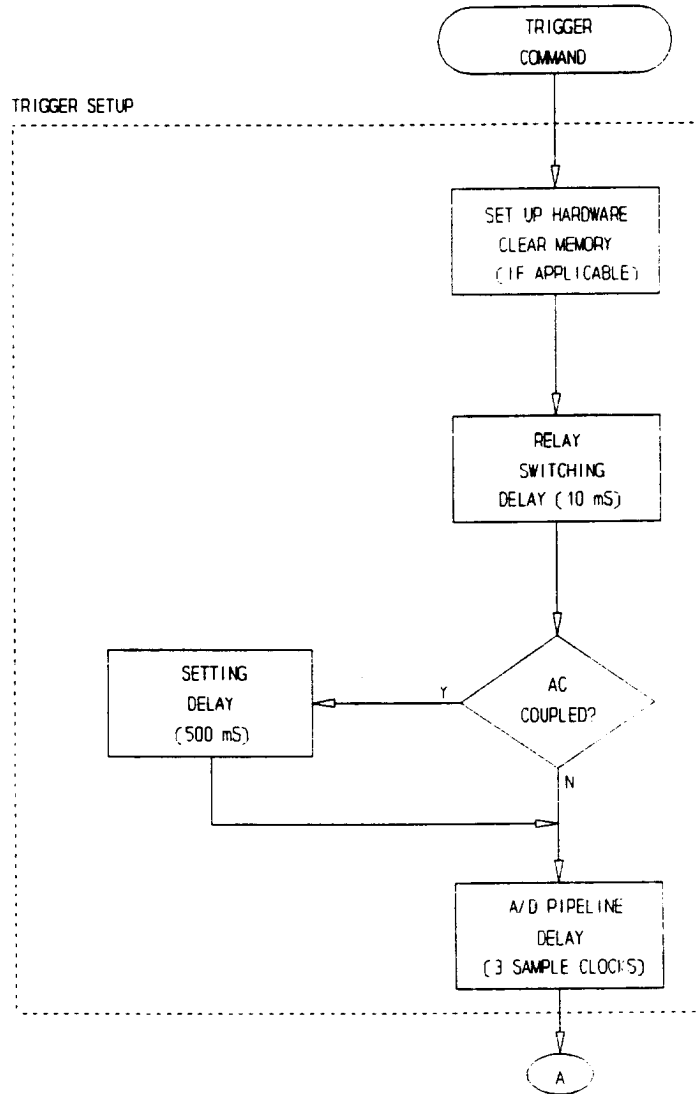 TRIGGER
COMMAND
TRIGGER SETUP
SET UP HARDWARE
CLEAR MEMORY
(IF APPLICABLE)
RELAY
SWITCHING
DELAY (10 mS)
AC
COUPLED?
Y
N
SETTING
DELAY
(500 mS)
A/D PIPELINE
DELAY
(3 SAMPLE CLOCKS)
A